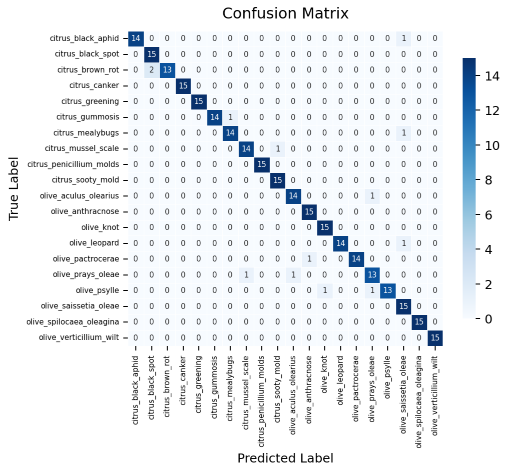 Confusion Matrix
True Label
citrus_black_aphid 14 0 0 0 0 0 0 0 0 0 0 0 0 0 0 0 0 1 0 0
citrus_black_spot 0 15 0 0 0 0 0 0 0 0 0 0 0 0 0 0 0 0 0 0
citrus_brown_rot 0 2 13 0 0 0 0 0 0 0 0 0 0 0 0 0 0 0 0 0
citrus_canker 0 0 0 15 0 0 0 0 0 0 0 0 0 0 0 0 0 0 0 0
citrus_greening 0 0 0 0 15 0 0 0 0 0 0 0 0 0 0 0 0 0 0 0
citrus_gummosis 0 0 0 0 0 14 1 0 0 0 0 0 0 0 0 0 0 0 0 0
citrus_mealybugs 0 0 0 0 0 0 14 0 0 0 0 0 0 0 0 0 0 1 0 0
citrus_mussel_scale 0 0 0 0 0 0 0 14 0 1 0 0 0 0 0 0 0 0 0 0
citrus_penicillium_molds 0 0 0 0 0 0 0 0 15 0 0 0 0 0 0 0 0 0 0 0
citrus_sooty_mold 0 0 0 0 0 0 0 0 0 15 0 0 0 0 0 0 0 0 0 0
olive_aculus_olearius 0 0 0 0 0 0 0 0 0 0 14 0 0 0 0 1 0 0 0 0
olive_anthracnose 0 0 0 0 0 0 0 0 0 0 0 15 0 0 0 0 0 0 0 0
olive_knot 0 0 0 0 0 0 0 0 0 0 0 0 15 0 0 0 0 0 0 0
olive_leopard 0 0 0 0 0 0 0 0 0 0 0 0 0 14 0 0 0 1 0 0
olive_pactrocerae 0 0 0 0 0 0 0 0 0 0 0 1 0 0 14 0 0 0 0 0
olive_prays_oleae 0 0 0 0 0 0 0 1 0 0 1 0 0 0 0 13 0 0 0 0
olive_psylle 0 0 0 0 0 0 0 0 0 0 0 0 1 0 0 1 13 0 0 0
olive_saissetia_oleae 0 0 0 0 0 0 0 0 0 0 0 0 0 0 0 0 0 15 0 0
olive_spilocaea_oleagina 0 0 0 0 0 0 0 0 0 0 0 0 0 0 0 0 0 0 15 0
olive_verticillium_wilt 0 0 0 0 0 0 0 0 0 0 0 0 0 0 0 0 0 0 0 15
citrus_black_aphid
citrus_black_spot
citrus_brown_rot
citrus_canker
citrus_greening
citrus_gummosis
citrus_mealybugs
citrus_mussel_scale
citrus_penicillium_molds
citrus_sooty_mold
olive_aculus_olearius
olive_anthracnose
olive_knot
olive_leopard
olive_pactrocerae
olive_prays_oleae
olive_psylle
olive_saissetia_oleae
olive_spilocaea_oleagina
olive_verticillium_wilt
Predicted Label
14
12
10
8
6
4
2
0